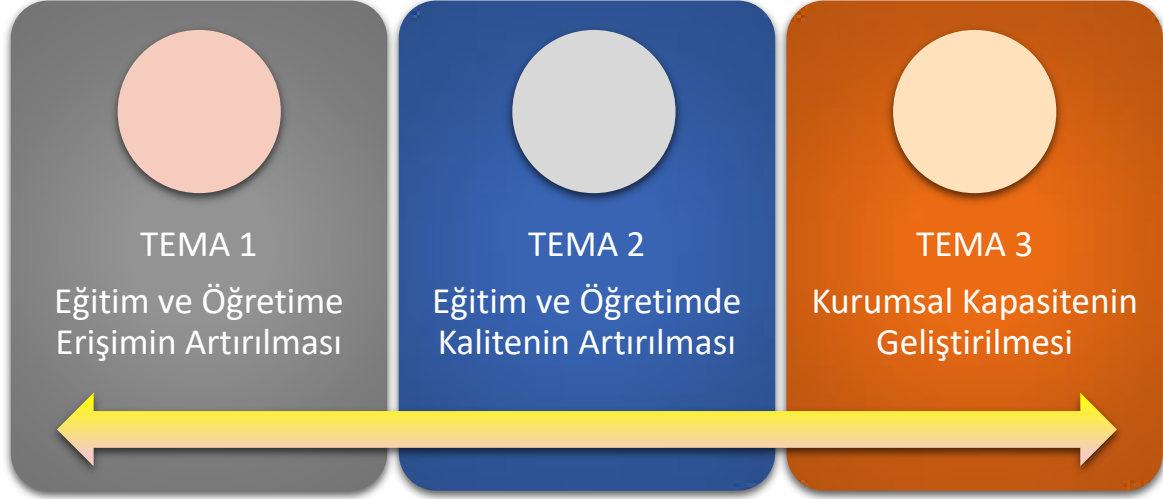 TEMA 1
Eğitim ve Öğretime
Erişimin Artırılması
TEMA 2
Eğitim ve Öğretimde
Kalitenin Artırılması
TEMA 3
Kurumsal Kapasitenin
Geliştirilmesi